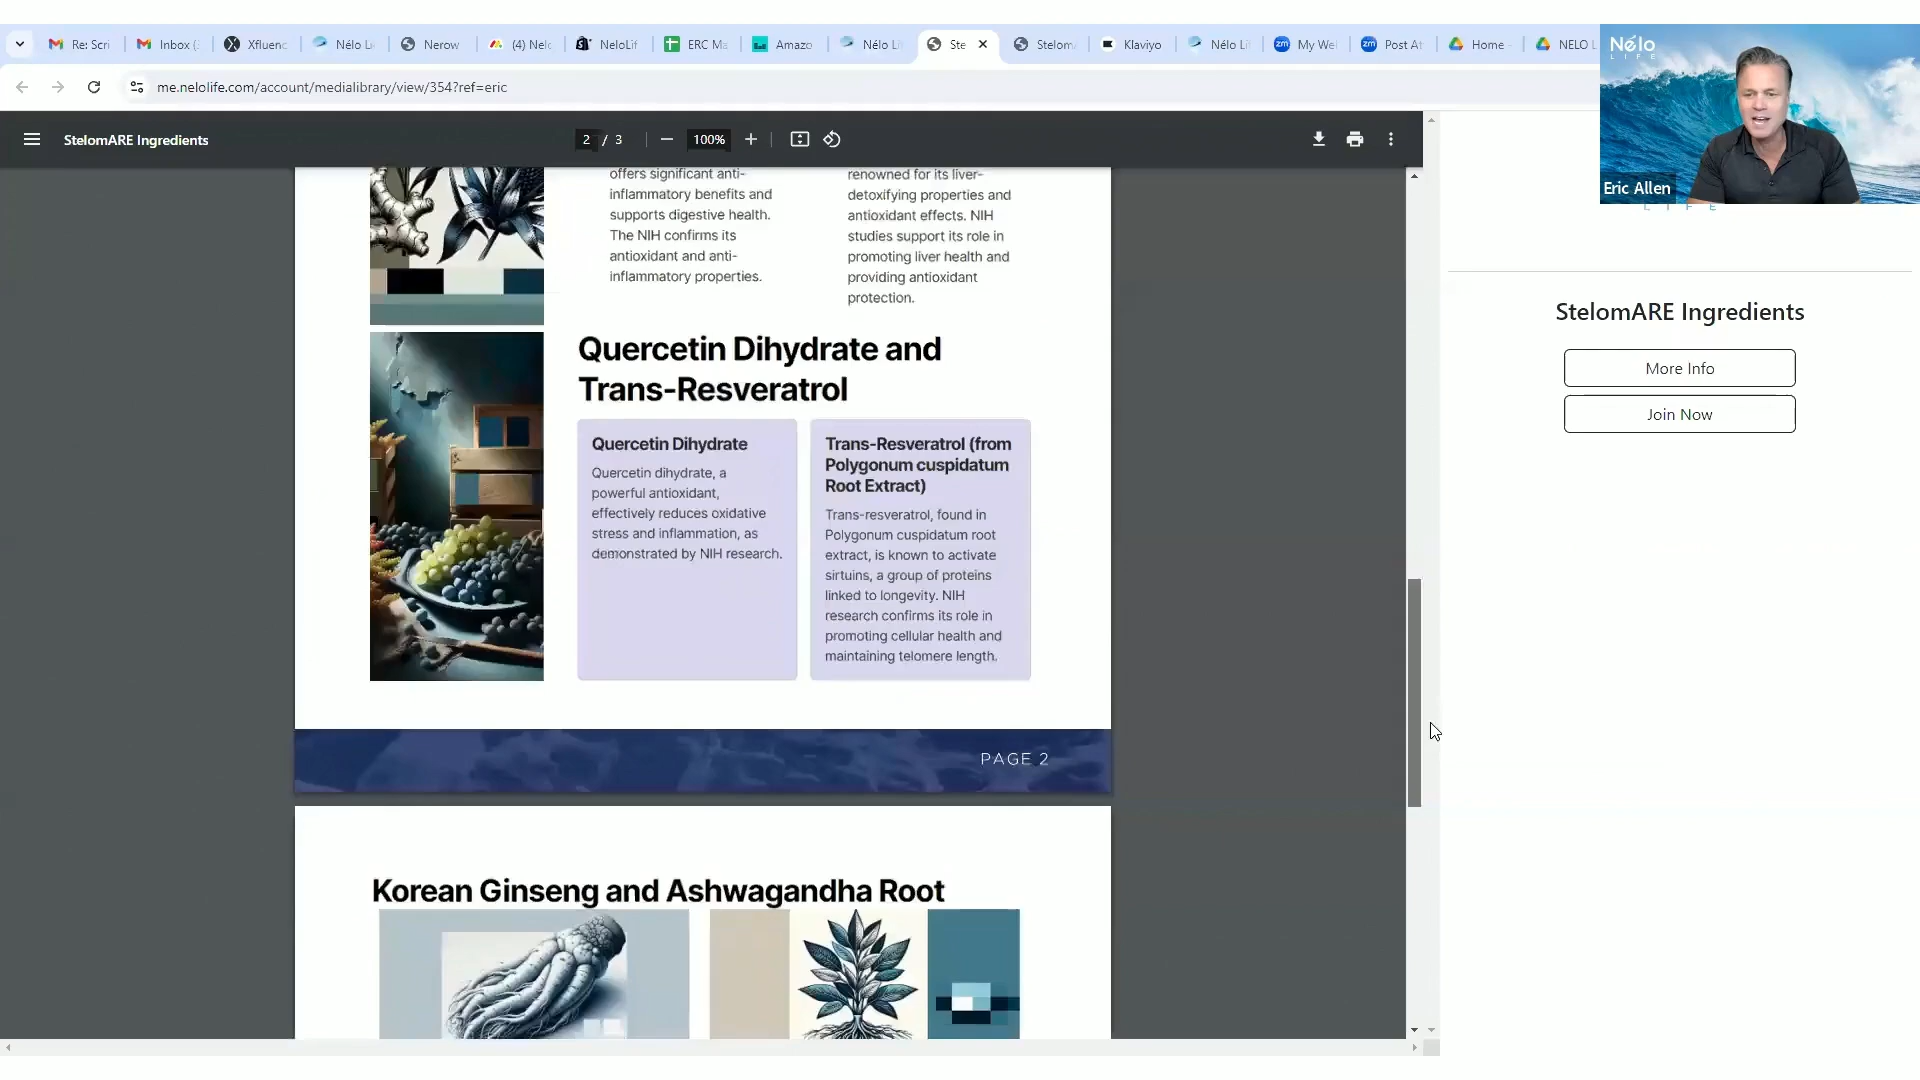 Re: Scri
Inbox (
Xfluenc
Nélo Li
Nerow
(4) Nelo
NeloLif
ERC Ma
Amazo
Nélo Li
Ste
Stelom
Klaviyo
Nélo Li
My We
Post At
Home -
NELO L
me.nelolife.com/account/medialibrary/view/354?ref=eric
Nélo
LIFE
Eric Allen
LIFE
StelomARE Ingredients
2 / 3
100%
offers significant anti-
inflammatory benefits and
supports digestive health.
The NIH confirms its
antioxidant and anti-
inflammatory properties.
renowned for its liver-
detoxifying properties and
antioxidant effects. NIH
studies support its role in
promoting liver health and
providing antioxidant
protection.
Quercetin Dihydrate and
Trans-Resveratrol
Quercetin Dihydrate
Quercetin dihydrate, a
powerful antioxidant,
effectively reduces oxidative
stress and inflammation, as
demonstrated by NIH research.
Trans-Resveratrol (from
Polygonum cuspidatum
Root Extract)
Trans-resveratrol, found in
Polygonum cuspidatum root
extract, is known to activate
sirtuins, a group of proteins
linked to longevity. NIH
research confirms its role in
promoting cellular health and
maintaining telomere length.
PAGE 2
Korean Ginseng and Ashwagandha Root
StelomARE Ingredients
More Info
Join Now